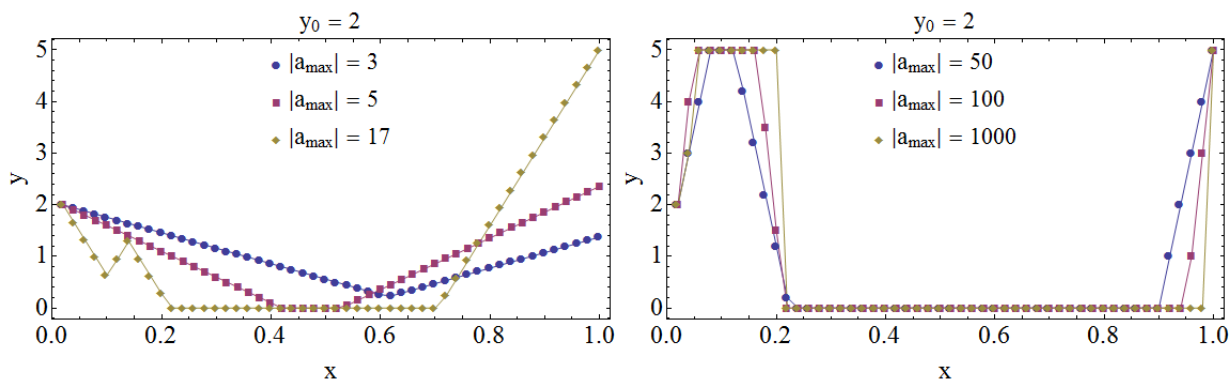 y₀ = 2
|aₘₐₓ| = 3
|aₘₐₓ| = 5
|aₘₐₓ| = 17
y
5
4
3
2
1
0
0.0 0.2 0.4 0.6 0.8 1.0
x
y₀ = 2
|aₘₐₓ| = 50
|aₘₐₓ| = 100
|aₘₐₓ| = 1000
y
5
4
3
2
1
0
0.0 0.2 0.4 0.6 0.8 1.0
x